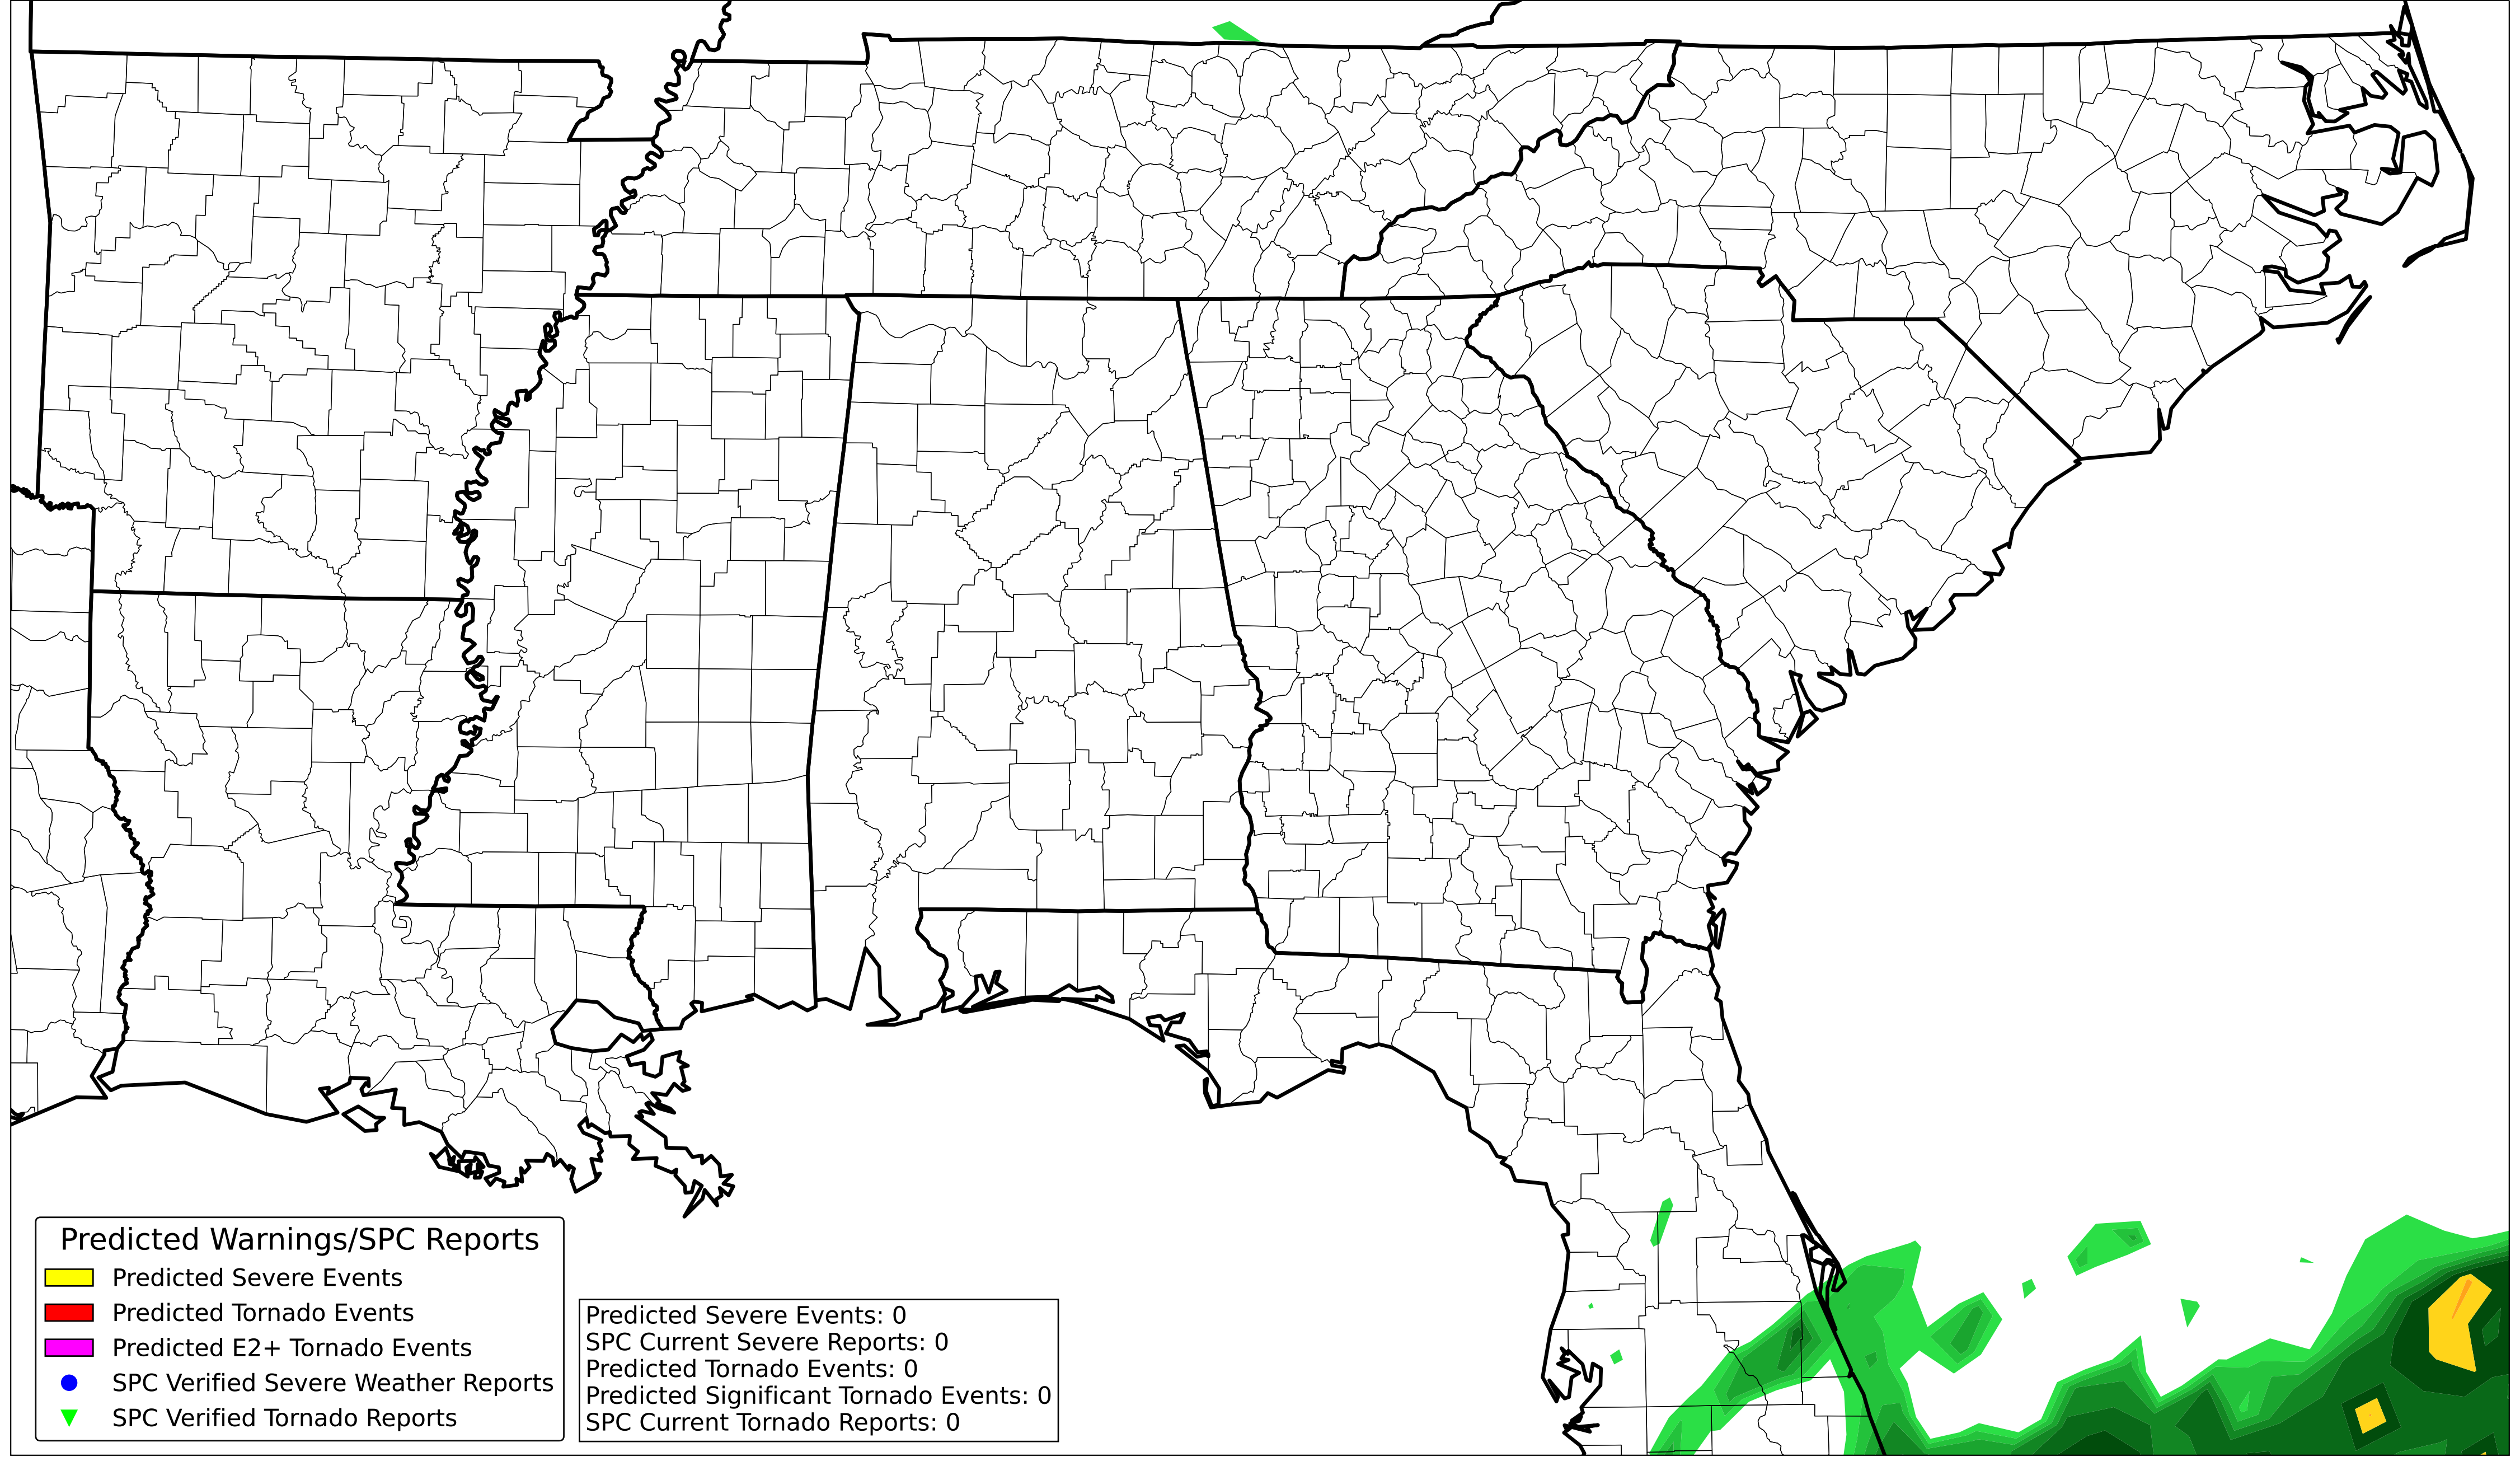 Predicted Warnings/SPC Reports
Predicted Severe Events
Predicted Tornado Events
Predicted E2+ Tornado Events
SPC Verified Severe Weather Reports
SPC Verified Tornado Reports
Predicted Severe Events: 0
SPC Current Severe Reports: 0
Predicted Tornado Events: 0
Predicted Significant Tornado Events: 0
SPC Current Tornado Reports: 0